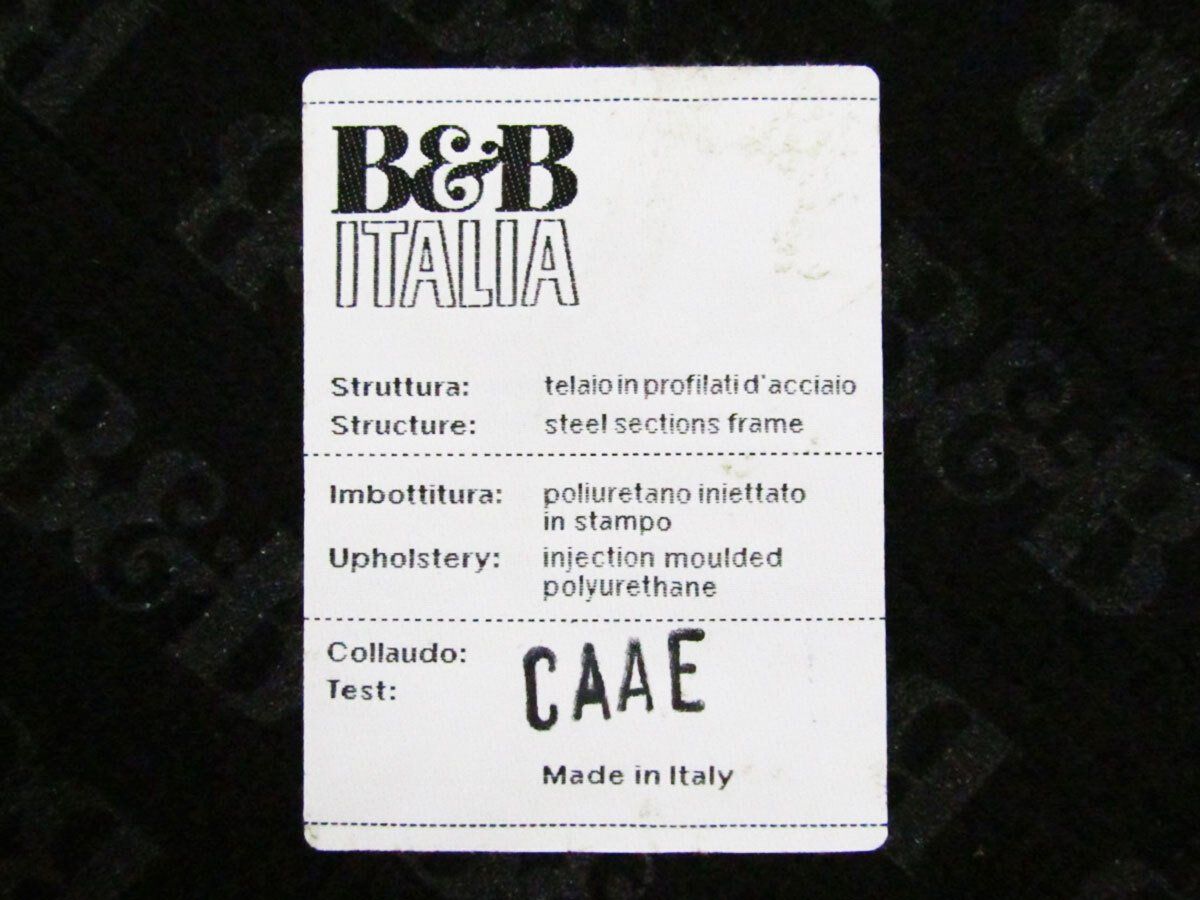 B&B
ITALIA
Struttura: telaio in profilati d'acciaio
Structure: steel sections frame
Imbottitura: poliuretano iniettato
in stampo
Upholstery: injection moulded
polyurethane
Collaudo:
Test:
CAAE
Made in Italy